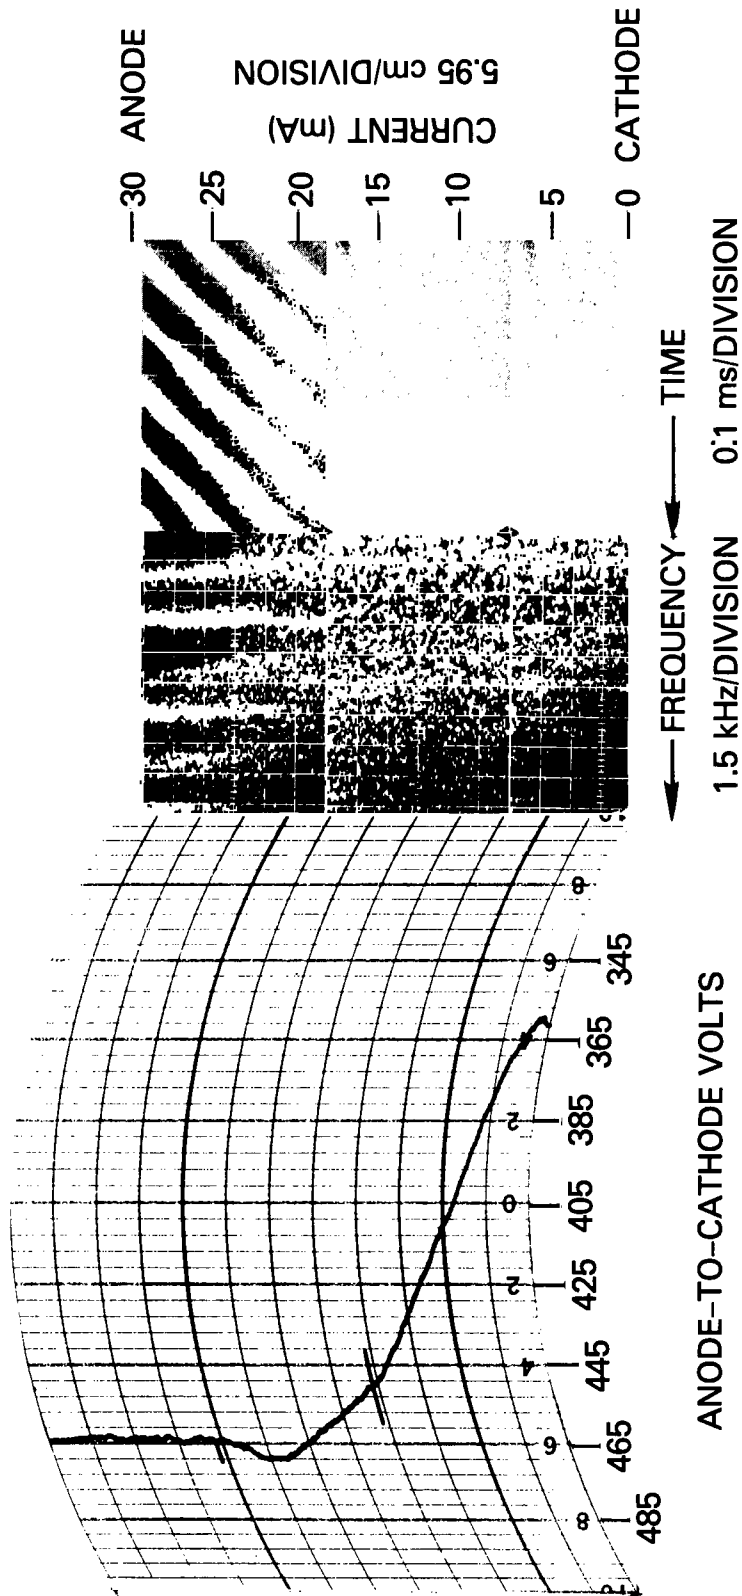 ANODE
–30
–25
–20
–15
–10
–5
–0
CATHODE
CURRENT (mA)
5.95 cm/DIVISION
8 6 4 2 0 2 6 8
485 465 445 425 405 385 365 345
ANODE–TO–CATHODE VOLTS
FREQUENCY
1.5 kHz/DIVISION
TIME
0.1 ms/DIVISION